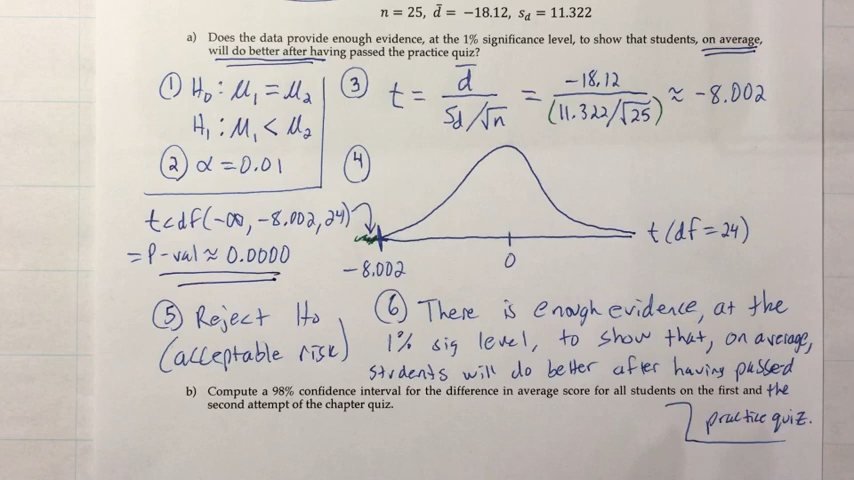 n = 25, d̄ = −18.12, s_d = 11.322
a) Does the data provide enough evidence, at the 1% significance level, to show that students, on average,
will do better after having passed the practice quiz?
① H₀: μ₁ = μ₂
H₁: μ₁ < μ₂
② α = 0.01
③ t = d̄ / (Sd/√n) = −18.12 / (11.322/√25) ≈ −8.002
④
tcdf(−∞, −8.002, 24)
= P-val ≈ 0.0000
−8.002
0
t (df = 24)
⑤ Reject H₀
(acceptable risk)
⑥ There is enough evidence, at the
1% sig level, to show that, on average,
students will do better after having passed
the
practice quiz.
b) Compute a 98% confidence interval for the difference in average score for all students on the first and
second attempt of the chapter quiz.